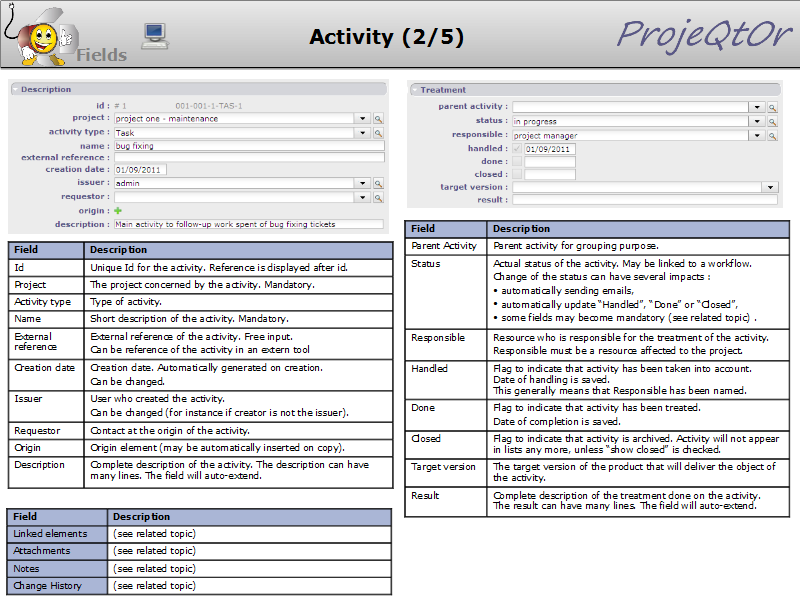 Fields
Activity (2/5)
ProjeQtOr
Description
id : # 1 001-001-1-TAS-1
project : project one - maintenance
activity type : Task
name : bug fixing
external reference :
creation date : 01/09/2011
issuer : admin
requestor :
origin :
description : Main activity to follow-up work spent of bug fixing tickets
Field Description
Id Unique Id for the activity. Reference is displayed after id.
Project The project concerned by the activity. Mandatory.
Activity type Type of activity.
Name Short description of the activity. Mandatory.
External External reference of the activity. Free input.
reference Can be reference of the activity in an extern tool
Creation date Creation date. Automatically generated on creation.
Can be changed.
Issuer User who created the activity.
Can be changed (for instance if creator is not the issuer).
Requestor Contact at the origin of the activity.
Origin Origin element (may be automatically inserted on copy).
Description Complete description of the activity. The description can have
many lines. The field will auto-extend.
Field Description
Linked elements (see related topic)
Attachments (see related topic)
Notes (see related topic)
Change History (see related topic)
Treatment
parent activity :
status : in progress
responsible : project manager
handled : 01/09/2011
done :
closed :
target version :
result :
Field Description
Parent Activity Parent activity for grouping purpose.
Status Actual status of the activity. May be linked to a workflow.
Change of the status can have several impacts :
• automatically sending emails,
• automatically update “Handled”, “Done” or “Closed”,
• some fields may become mandatory (see related topic) .
Responsible Resource who is responsible for the treatment of the activity.
Responsible must be a resource affected to the project.
Handled Flag to indicate that activity has been taken into account.
Date of handling is saved.
This generally means that Responsible has been named.
Done Flag to indicate that activity has been treated.
Date of completion is saved.
Closed Flag to indicate that activity is archived. Activity will not appear
in lists any more, unless “show closed” is checked.
Target version The target version of the product that will deliver the object of
the activity.
Result Complete description of the treatment done on the activity.
The result can have many lines. The field will auto-extend.